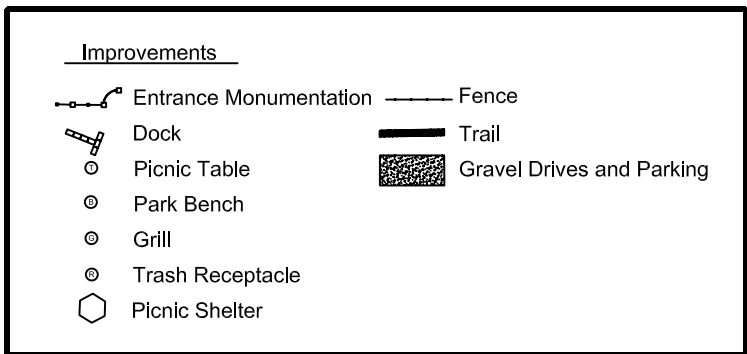 Improvements
Entrance Monumentation
Fence
Dock
Trail
T
Picnic Table
Gravel Drives and Parking
B
Park Bench
G
Grill
R
Trash Receptacle
Picnic Shelter